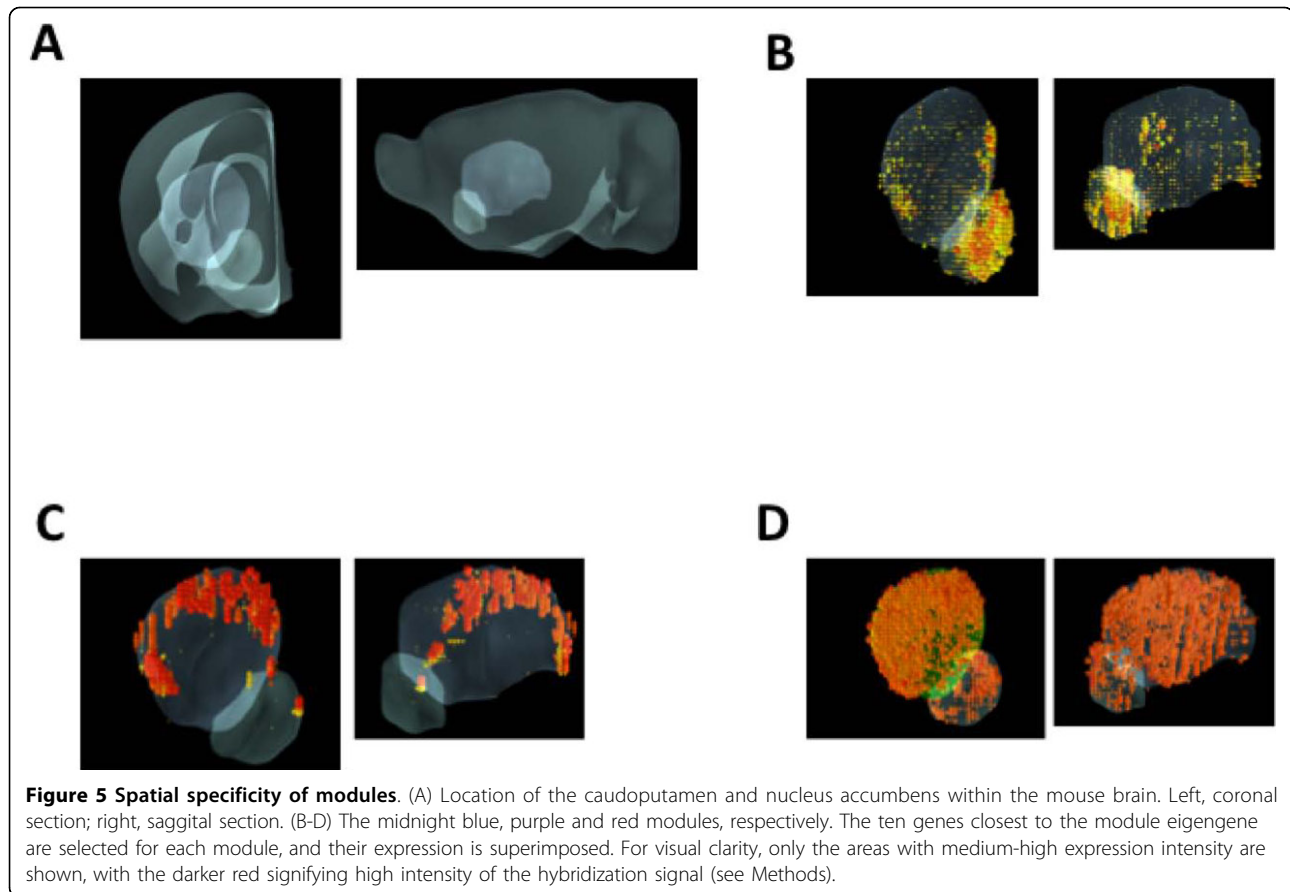 A
B
C
D
Figure 5 Spatial specificity of modules. (A) Location of the caudoputamen and nucleus accumbens within the mouse brain. Left, coronal
section; right, saggital section. (B-D) The midnight blue, purple and red modules, respectively. The ten genes closest to the module eigengene
are selected for each module, and their expression is superimposed. For visual clarity, only the areas with medium-high expression intensity are
shown, with the darker red signifying high intensity of the hybridization signal (see Methods).